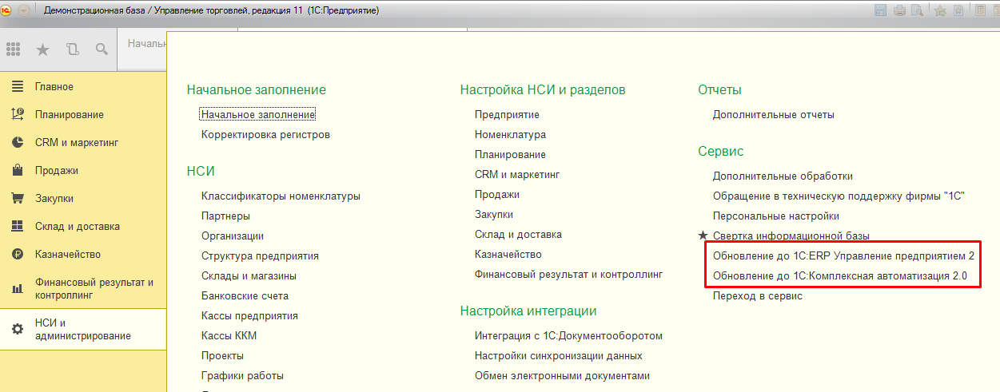 Демонстрационная база / Управление торговлей, редакция 11 (1С:Предприятие)
Начальн
Главное
Планирование
CRM и маркетинг
Продажи
Закупки
Склад и доставка
Казначейство
Финансовый результат и
контроллинг
НСИ и
администрирование
Начальное заполнение
Начальное заполнение
Корректировка регистров
НСИ
Классификаторы номенклатуры
Партнеры
Организации
Структура предприятия
Склады и магазины
Банковские счета
Кассы предприятия
Кассы ККМ
Проекты
Графики работы
Настройка НСИ и разделов
Предприятие
Номенклатура
Планирование
CRM и маркетинг
Продажи
Закупки
Склад и доставка
Казначейство
Финансовый результат и контроллинг
Настройка интеграции
Интеграция с 1С:Документооборотом
Настройки синхронизации данных
Обмен электронными документами
Отчеты
Дополнительные отчеты
Сервис
Дополнительные обработки
Обращение в техническую поддержку фирмы "1С"
Персональные настройки
Свертка информационной базы
Обновление до 1С:ERP Управление предприятием 2
Обновление до 1С:Комплексная автоматизация 2.0
Переход в сервис